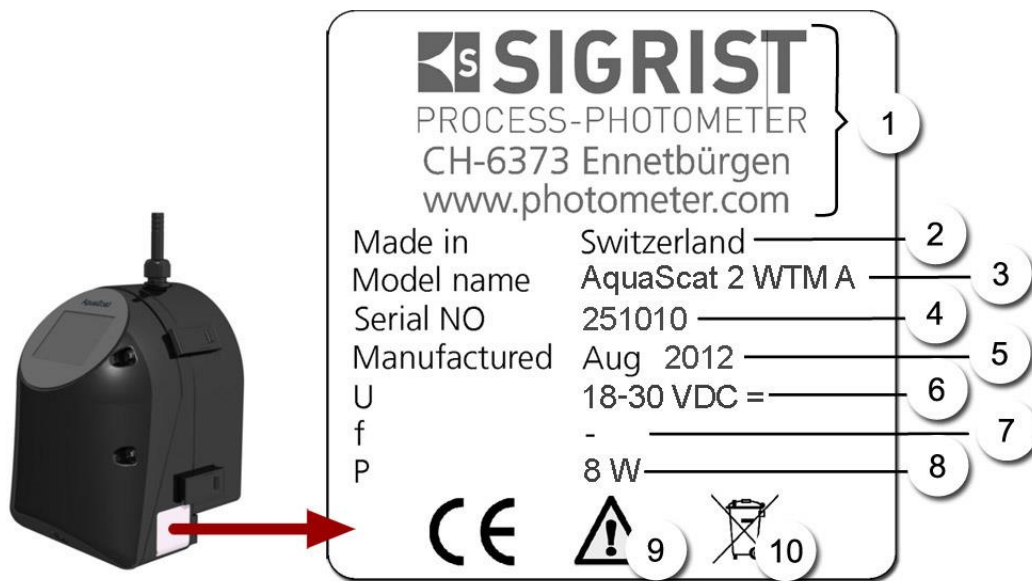 AquaScat
S SIGRIST
PROCESS-PHOTOMETER
CH-6373 Ennetbürgen
www.photometer.com
1
Made in Switzerland 2
Model name AquaScat 2 WTM A 3
Serial NO 251010 4
Manufactured Aug 2012 5
U 18-30 VDC = 6
f - 7
P 8 W 8
CE 9 10